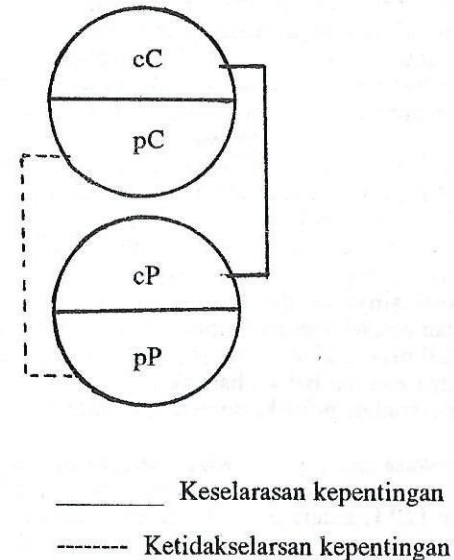 cC
pC
cP
pP
Keselarasan kepentingan
Ketidakselarsan kepentingan